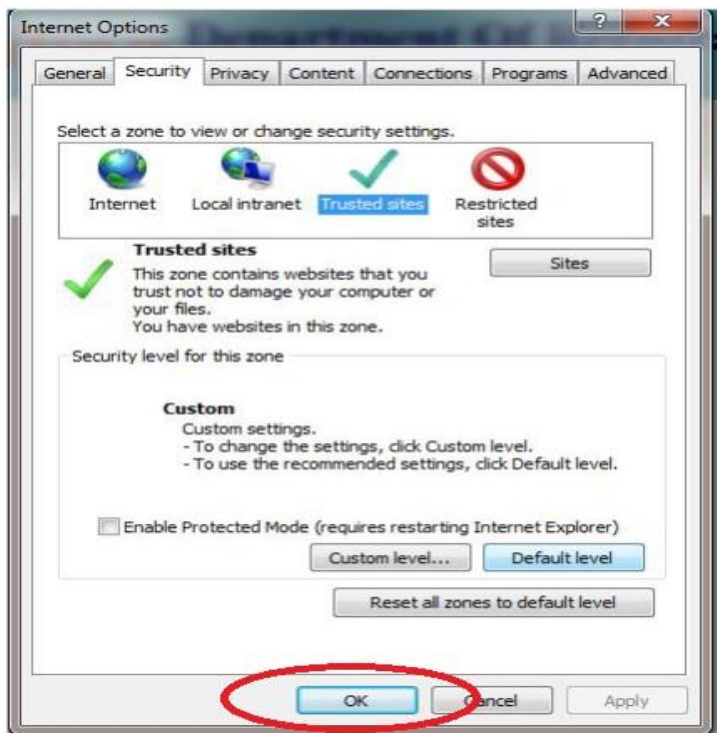 Internet Options
Department Of
General Security Privacy Content Connections Programs Advanced
Select a zone to view or change security settings.
Internet Local intranet Trusted sites Restricted sites
Trusted sites
Sites
This zone contains websites that you
trust not to damage your computer or
your files.
You have websites in this zone.
Security level for this zone
Custom
Custom settings.
- To change the settings, click Custom level.
- To use the recommended settings, click Default level.
Enable Protected Mode (requires restarting Internet Explorer)
Custom level... Default level
Reset all zones to default level
OK Cancel Apply